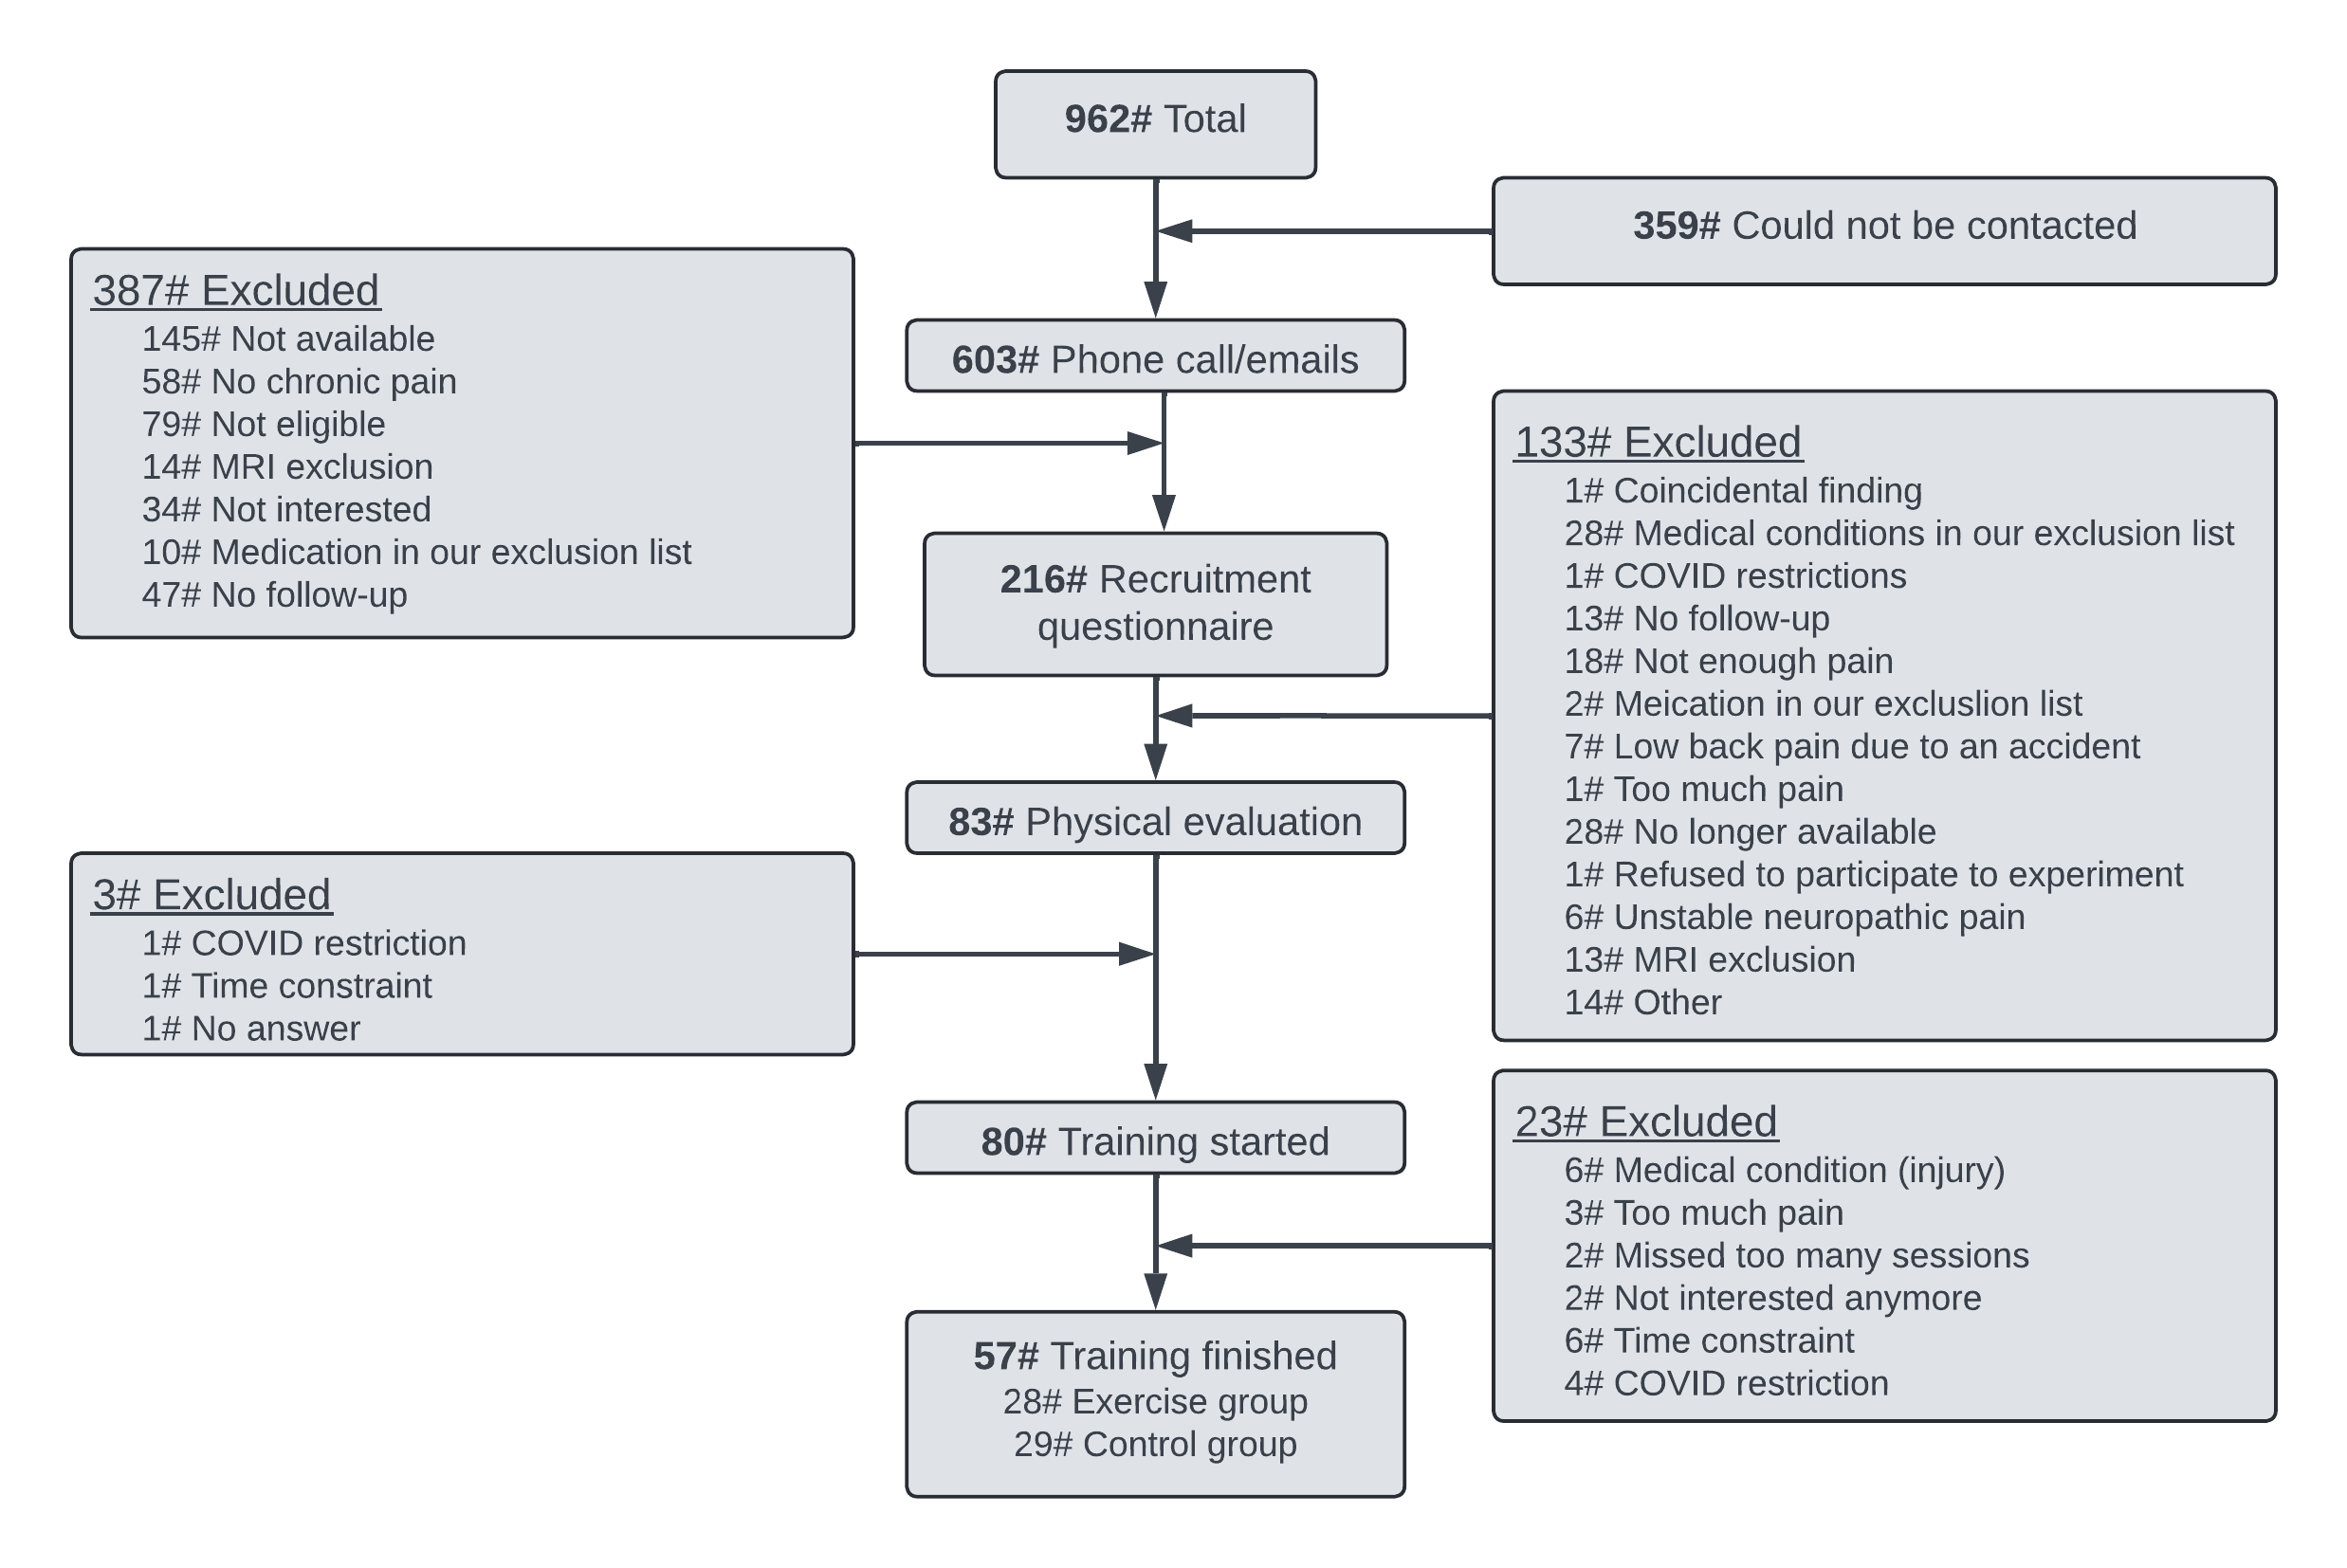 962# Total
359# Could not be contacted
387# Excluded
145# Not available
58# No chronic pain
79# Not eligible
14# MRI exclusion
34# Not interested
10# Medication in our exclusion list
47# No follow-up
603# Phone call/emails
133# Excluded
1# Coincidental finding
28# Medical conditions in our exclusion list
1# COVID restrictions
13# No follow-up
18# Not enough pain
2# Meication in our excluslion list
7# Low back pain due to an accident
1# Too much pain
28# No longer available
1# Refused to participate to experiment
6# Unstable neuropathic pain
13# MRI exclusion
14# Other
216# Recruitment
questionnaire
83# Physical evaluation
3# Excluded
1# COVID restriction
1# Time constraint
1# No answer
80# Training started
23# Excluded
6# Medical condition (injury)
3# Too much pain
2# Missed too many sessions
2# Not interested anymore
6# Time constraint
4# COVID restriction
57# Training finished
28# Exercise group
29# Control group